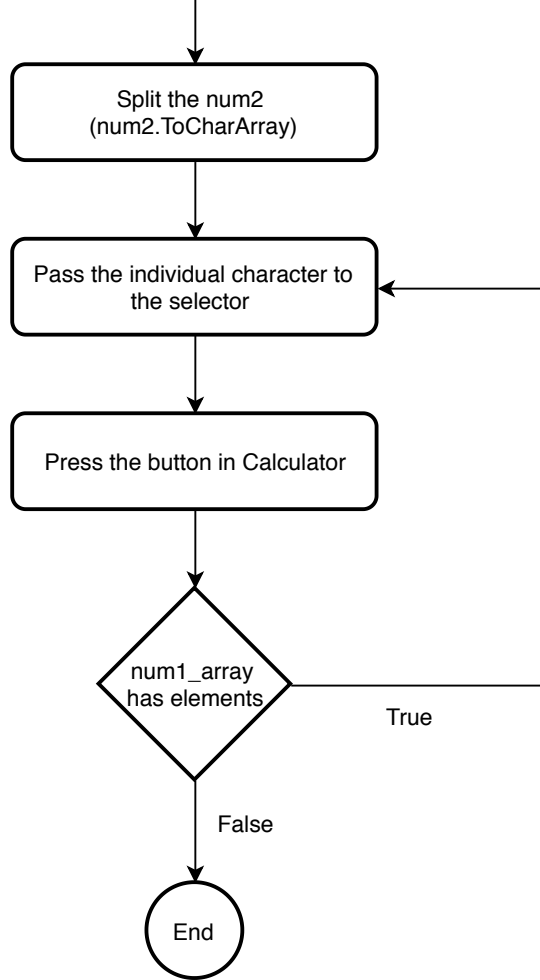 Split the num2
(num2.ToCharArray)
Pass the individual character to
the selector
Press the button in Calculator
num1_array
has elements
True
False
End